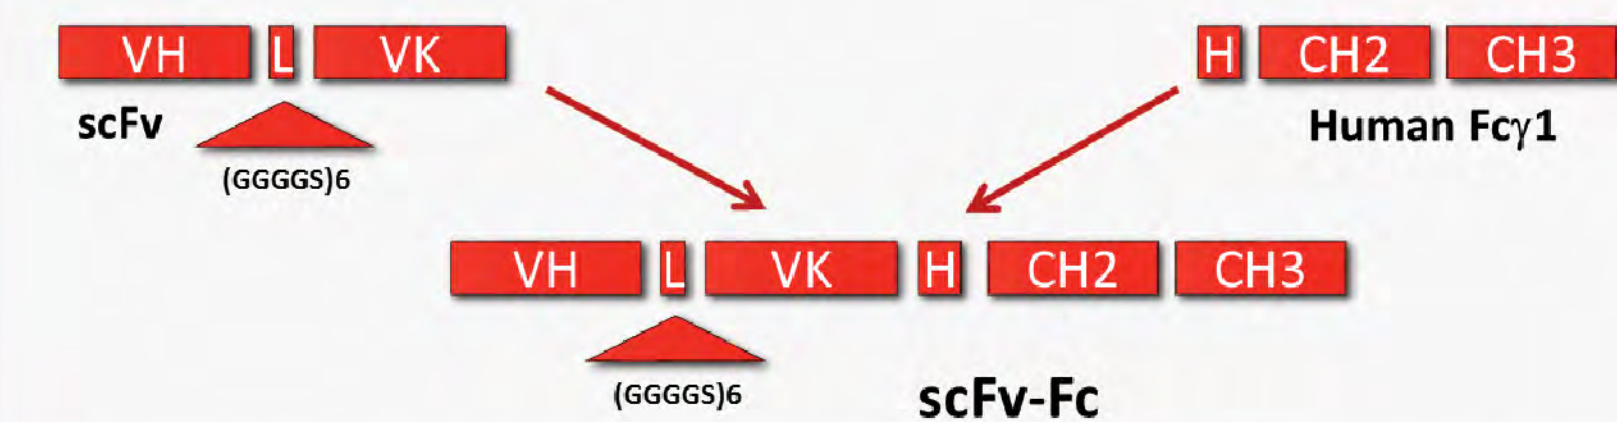 VH L VK
scFv
(GGGGS)6
H CH2 CH3
Human Fcγ1
VH L VK H CH2 CH3
(GGGGS)6
scFv-Fc